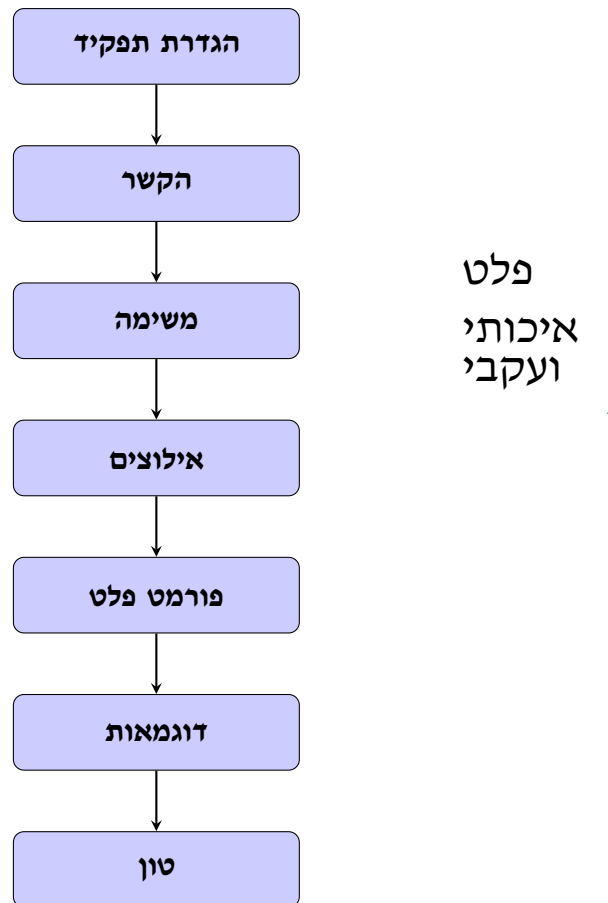 הגדרת תפקיד
הקשר
משימה
אילוצים
פורמט פלט
דוגמאות
טון
פלט
איכותי
ועקבי